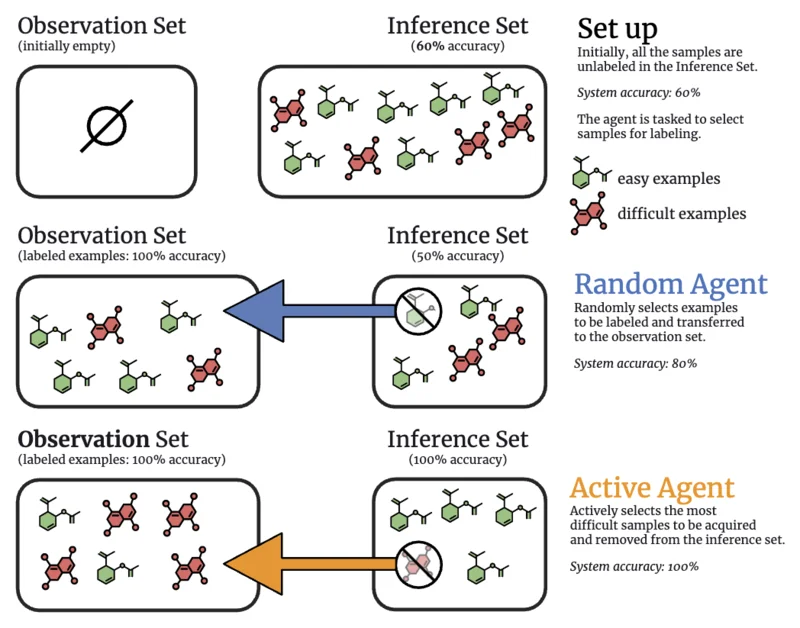 Observation Set
(initially empty)
Inference Set
(60% accuracy)
Set up
Initially, all the samples are
unlabeled in the Inference Set.
System accuracy: 60%
The agent is tasked to select
samples for labeling.
easy examples
difficult examples
Observation Set
(labeled examples: 100% accuracy)
Inference Set
(50% accuracy)
Random Agent
Randomly selects examples
to be labeled and transferred
to the observation set.
System accuracy: 80%
Observation Set
(labeled examples: 100% accuracy)
Inference Set
(100% accuracy)
Active Agent
Actively selects the most
difficult samples to be acquired
and removed from the inference set.
System accuracy: 100%